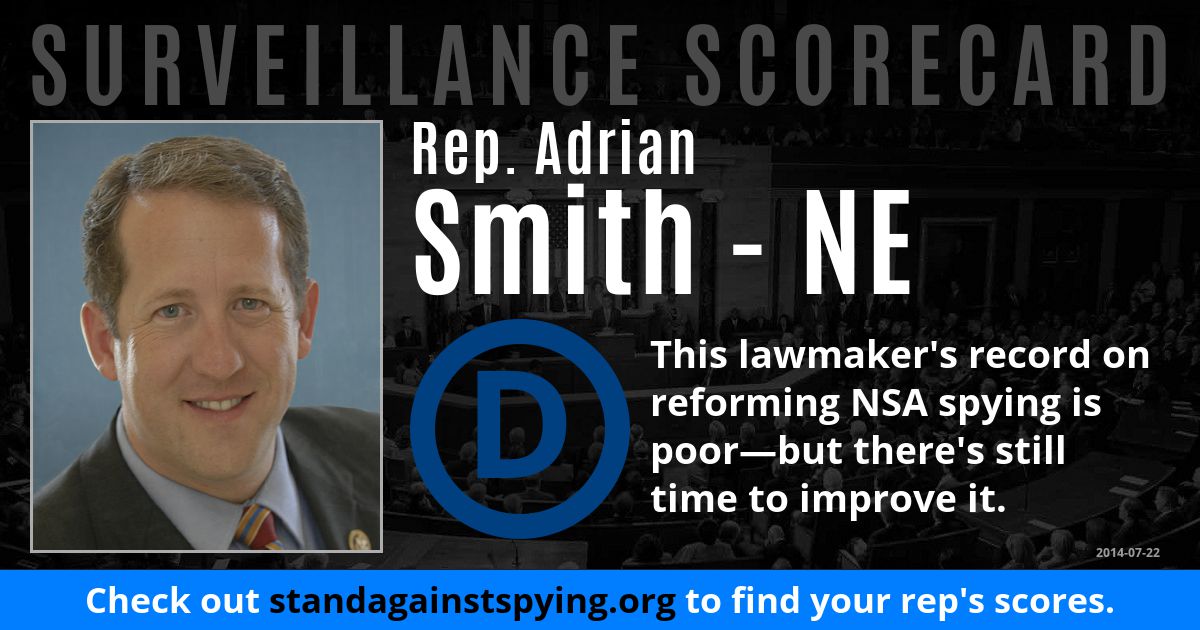 SURVEILLANCE SCORECARD
Rep. Adrian
Smith - NE
D
This lawmaker's record on
reforming NSA spying is
poor—but there's still
time to improve it.
2014-07-22
Check out standagainstspying.org to find your rep's scores.